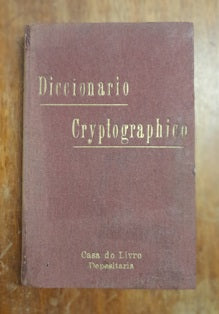 Diccionario
Cryptographico
Casa do Livro
Depositaria